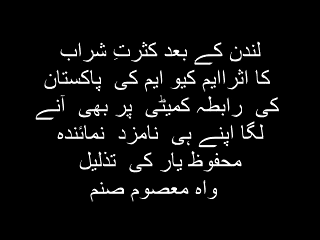 لندن کے بعد کثرتِ شراب
کا اثرایم کیو ایم کی پاکستان
کی رابطہ کمیٹی پر بھی آنے
لگا اپنے ہی نامزد نمائندہ
محفوظ یار کی تذلیل
واہ معصوم صنم